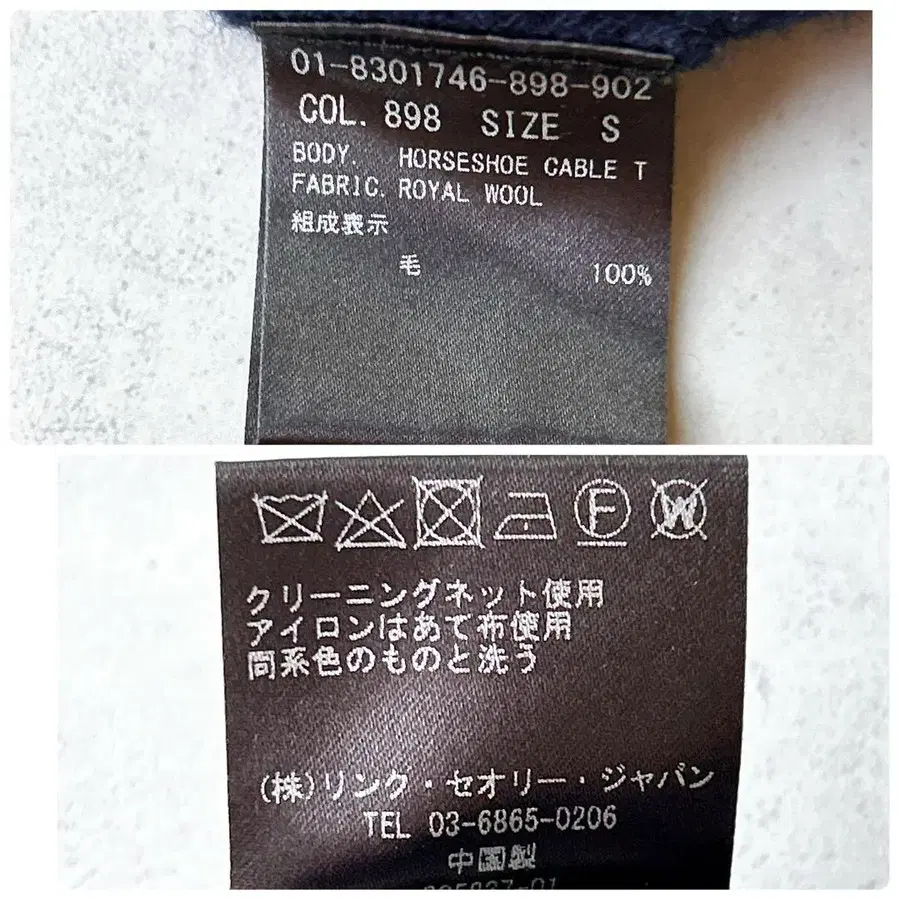 01-8301746-898-902
COL. 898 SIZE S
BODY. HORSESHOE CABLE T
FABRIC. ROYAL WOOL
組成表示
毛 100%
F W
クリーニングネット使用
アイロンはあて布使用
同系色のものと洗う
(株)リンク・セオリー・ジャパン
TEL 03-6865-0206
中国製